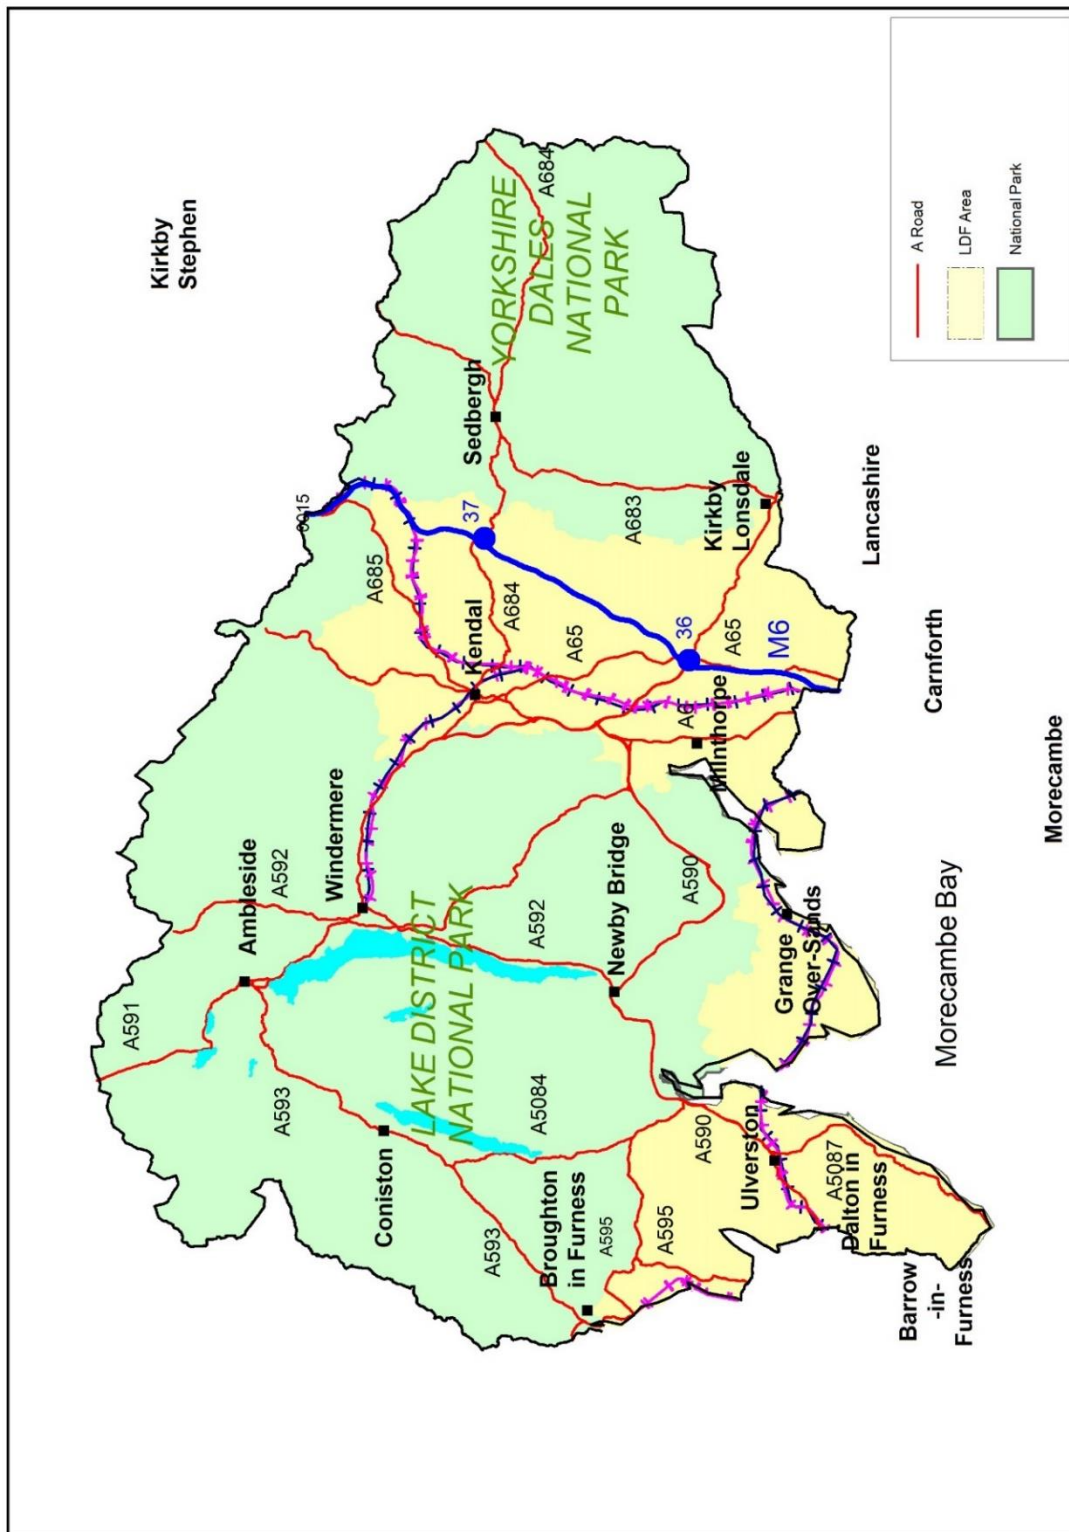 Kirkby
Stephen
A591
A592
Ambleside
A593
Windermere
0015
A685
LAKE DISTRICT
NATIONAL PARK
Coniston
Kendal
37
Sedbergh
YORKSHIRE
DALES
NATIONAL
PARK
A684
A684
A593
A5084
A592
A65
Broughton
in Furness
A595
Newby Bridge
A683
A595
A590
A590
A6
Milnthorpe
36
A65
Kirkby
Lonsdale
M6
Ulverston
Grange
Over-Sands
A5087
Dalton in
Furness
Lancashire
Barrow
-in-
Furness
Morecambe Bay
Carnforth
Morecambe
A Road
LDF Area
National Park